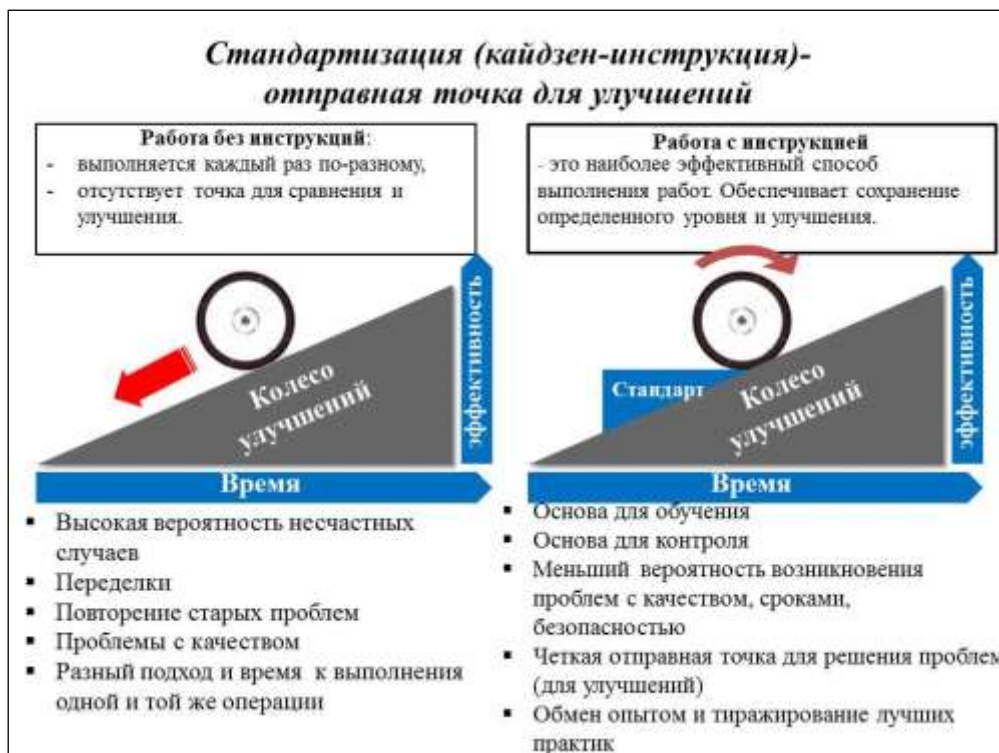 Стандартизация (кайдзен-инструкция)-
отправная точка для улучшений
Работа без инструкций:
- выполняется каждый раз по-разному,
- отсутствует точка для сравнения и
улучшения.
эффективность
Колесо
улучшений
Время
▪ Высокая вероятность несчастных
случаев
▪ Переделки
▪ Повторение старых проблем
▪ Проблемы с качеством
▪ Разный подход и время к выполнения
одной и той же операции
Работа с инструкцией
- это наиболее эффективный способ
выполнения работ. Обеспечивает сохранение
определенного уровня и улучшения.
эффективность
Стандарт
Колесо
улучшений
Время
▪ Основа для обучения
▪ Основа для контроля
▪ Меньший вероятность возникновения
проблем с качеством, сроками,
безопасностью
▪ Четкая отправная точка для решения проблем
(для улучшений)
▪ Обмен опытом и тиражирование лучших
практик